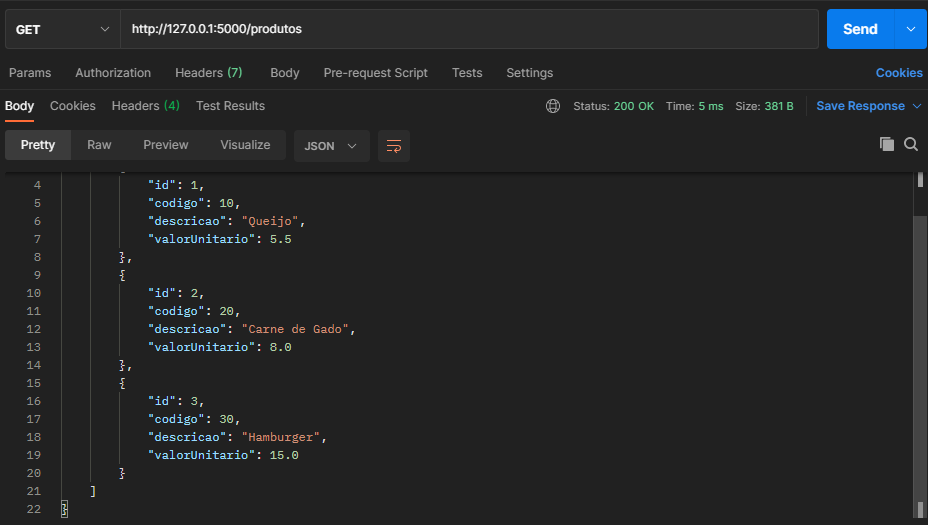 GET http://127.0.0.1:5000/produtos Send
Params Authorization Headers (7) Body Pre-request Script Tests Settings Cookies
Body Cookies Headers (4) Test Results Status: 200 OK Time: 5 ms Size: 381 B Save Response
Pretty Raw Preview Visualize JSON
4 "id": 1,
5 "codigo": 10,
6 "descricao": "Queijo",
7 "valorUnitario": 5.5
8 },
9 {
10 "id": 2,
11 "codigo": 20,
12 "descricao": "Carne de Gado",
13 "valorUnitario": 8.0
14 },
15 {
16 "id": 3,
17 "codigo": 30,
18 "descricao": "Hamburger",
19 "valorUnitario": 15.0
20 }
21 ]
22 }